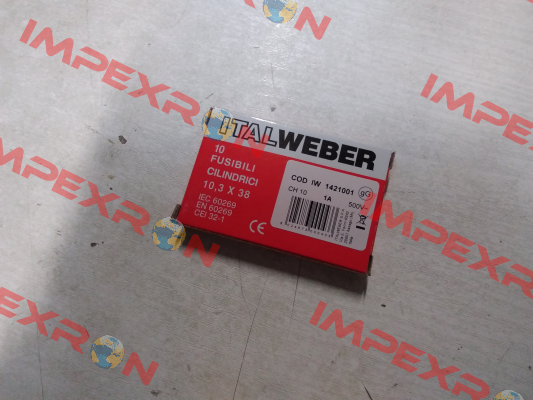 ITALWEBER
10
FUSIBILI
CILINDRICI
10,3 X 38
IEC 60269
EN 60269
CEI 32-1
CE
COD IW 1421001
gG
CH 10
1A
500V
IMPEXRON
IMPEXRON
IMPEXRON
IMPEXRON
IMPEXRON
IMPEXRON